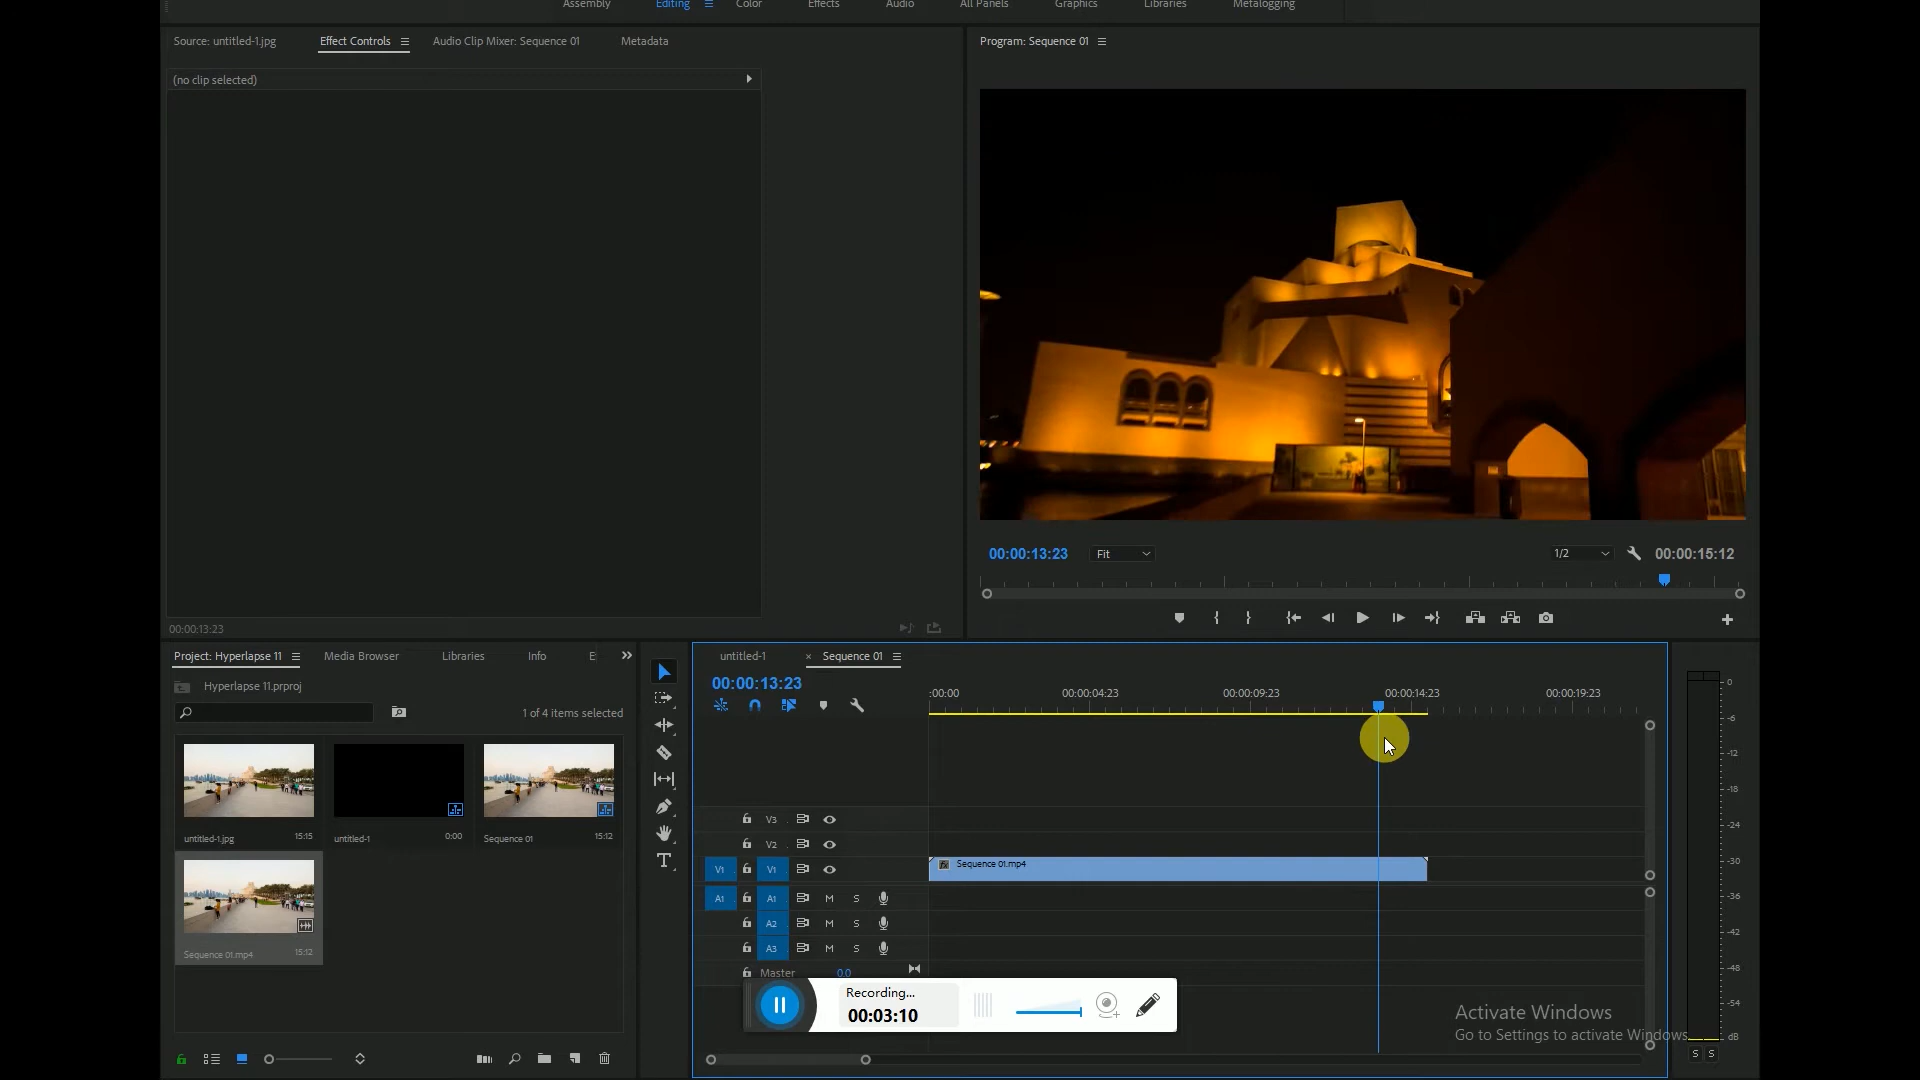 Assembly Editing Color Effects Audio All Panels Graphics Libraries Metalogging
Source: untitled-1.jpg Effect Controls Audio Clip Mixer: Sequence 01 Metadata
Program: Sequence 01
(no clip selected)
00:00:13:23 Fit 1/2 00:00:15:12
00:00:13:23
Project: Hyperlapse 11 Media Browser Libraries Info E
Hyperlapse 11.prproj
1 of 4 items selected
untitled-1.jpg 15:15
untitled-1 0:00
Sequence 01 15:12
Sequence 01.mp4 15:12
untitled-1 × Sequence 01
00:00:13:23
:00:00 00:00:04:23 00:00:09:23 00:00:14:23 00:00:19:23
V3
V2
V1 V1 Sequence 01.mp4
A1 A1 M S
A2 M S
A3 M S
Master 0.0
Recording...
00:03:10
0
-6
-12
-18
-24
-30
-36
-42
-48
-54
dB
S S
Activate Windows
Go to Settings to activate Windows.